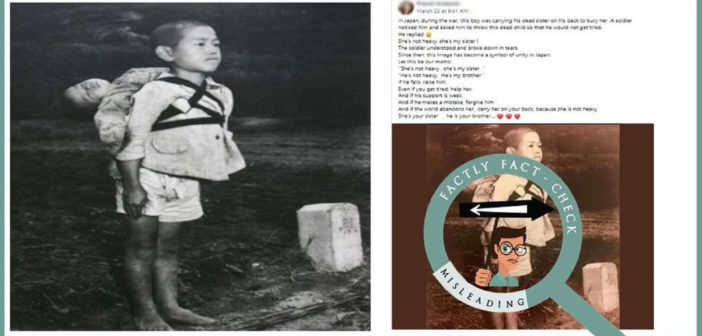 March 23 at 9:41 AM
In Japan, during the war, this boy was carrying his dead sister on his back to bury her. A soldier
noticed him and asked him to throw this dead child so that he would not get tired.
He replied
She's not heavy, she's my sister !
The soldier understood and broke down in tears.
Since then, this image has become a symbol of unity in Japan.
Let this be our motto:
"She's not heavy , she's my sister "
"He's not heavy, He's my brother "
If he falls, raise him.
Even if you get tired, help her,
And if his support is weak,
And if he makes a mistake, forgive him
And if the world abandons her , carry her on your back, because she is not heavy
She's your sister he is your brother...
FACTLY FACT-CHECK
MISLEADING